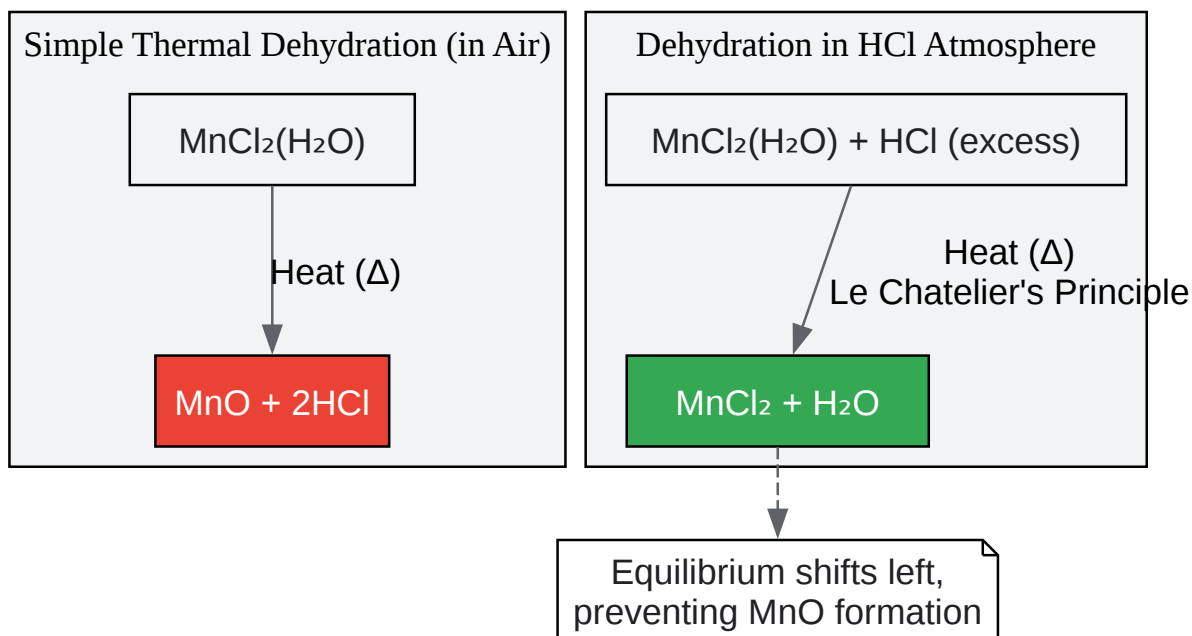 Simple Thermal Dehydration (in Air)
MnCl₂(H₂O)
Heat (Δ)
MnO + 2HCl
Dehydration in HCl Atmosphere
MnCl₂(H₂O) + HCl (excess)
Heat (Δ)
Le Chatelier's Principle
MnCl₂ + H₂O
Equilibrium shifts left,
preventing MnO formation